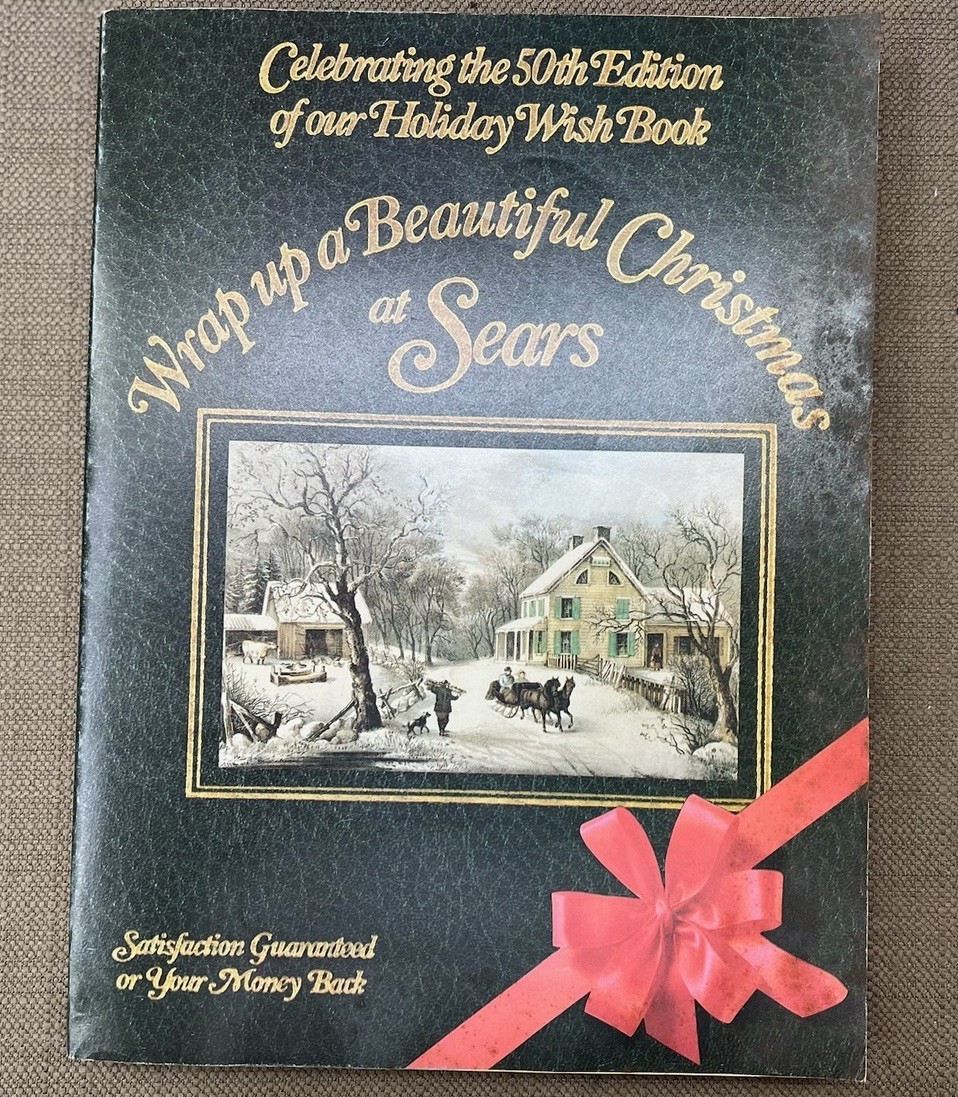 Celebrating the 50th Edition
of our Holiday Wish Book
Wrap up a Beautiful Christmas
at Sears
Satisfaction Guaranteed
or Your Money Back